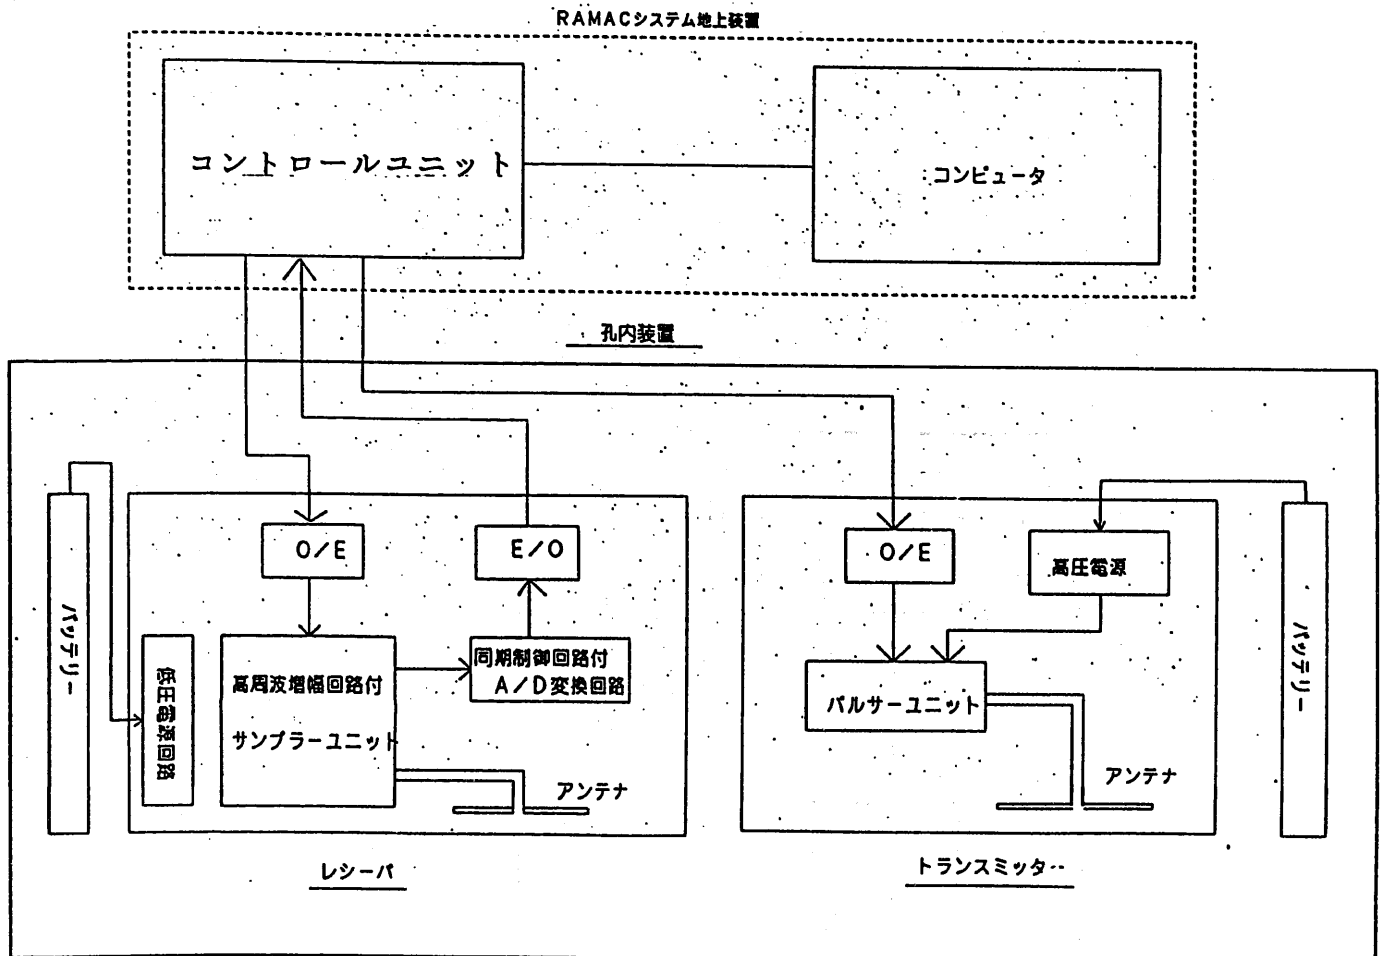 RAMACシステム地上装置
コントロールユニット
コンピュータ
孔内装置
バッテリー
低圧電源回路
O/E
E/O
高周波増幅回路付
サンプラーユニット
同期制御回路付
A/D変換回路
アンテナ
レシーバ
O/E
高圧電源
パルサーユニット
アンテナ
トランスミッター
バッテリー